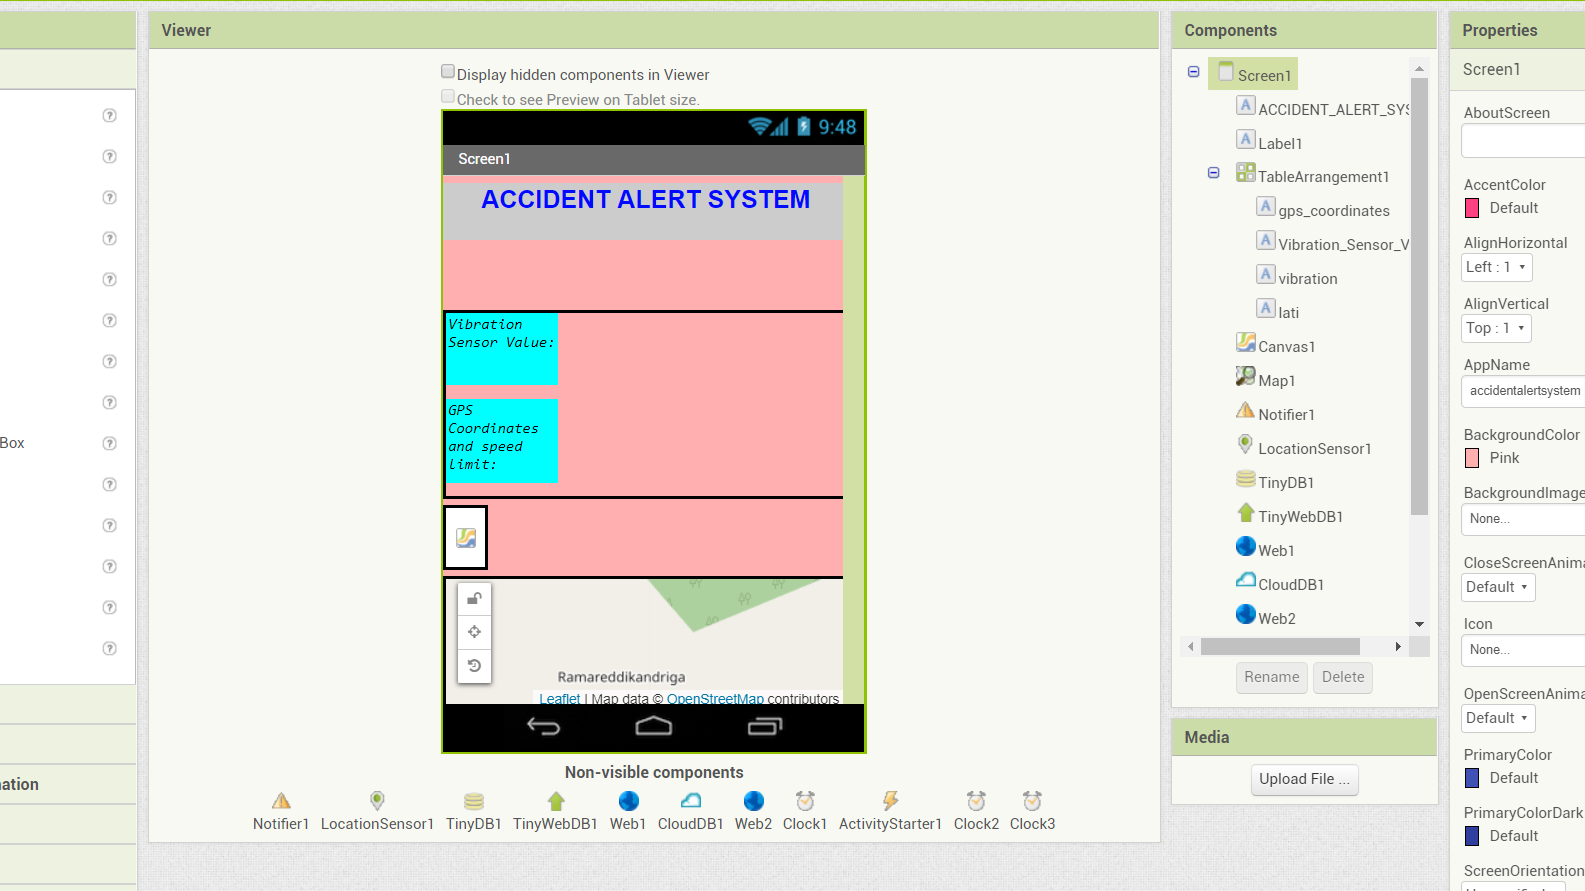 Viewer
Components
Properties
Display hidden components in Viewer
Check to see Preview on Tablet size.
9:48
Screen1
ACCIDENT ALERT SYSTEM
Vibration
Sensor Value:
GPS
Coordinates
and speed
limit:
Ramareddikandriga
Leaflet | Map data © OpenStreetMap contributors
Non-visible components
Notifier1 LocationSensor1 TinyDB1 TinyWebDB1 Web1 CloudDB1 Web2 Clock1 ActivityStarter1 Clock2 Clock3
Box
nation
Screen1
ACCIDENT_ALERT_SYS
Label1
TableArrangement1
gps_coordinates
Vibration_Sensor_V
vibration
lati
Canvas1
Map1
Notifier1
LocationSensor1
TinyDB1
TinyWebDB1
Web1
CloudDB1
Web2
Rename Delete
Media
Upload File ...
Screen1
AboutScreen
AccentColor
Default
AlignHorizontal
Left : 1
AlignVertical
Top : 1
AppName
accidentalertsystem
BackgroundColor
Pink
BackgroundImage
None...
CloseScreenAnima
Default
Icon
None...
OpenScreenAnima
Default
PrimaryColor
Default
PrimaryColorDark
Default
ScreenOrientation